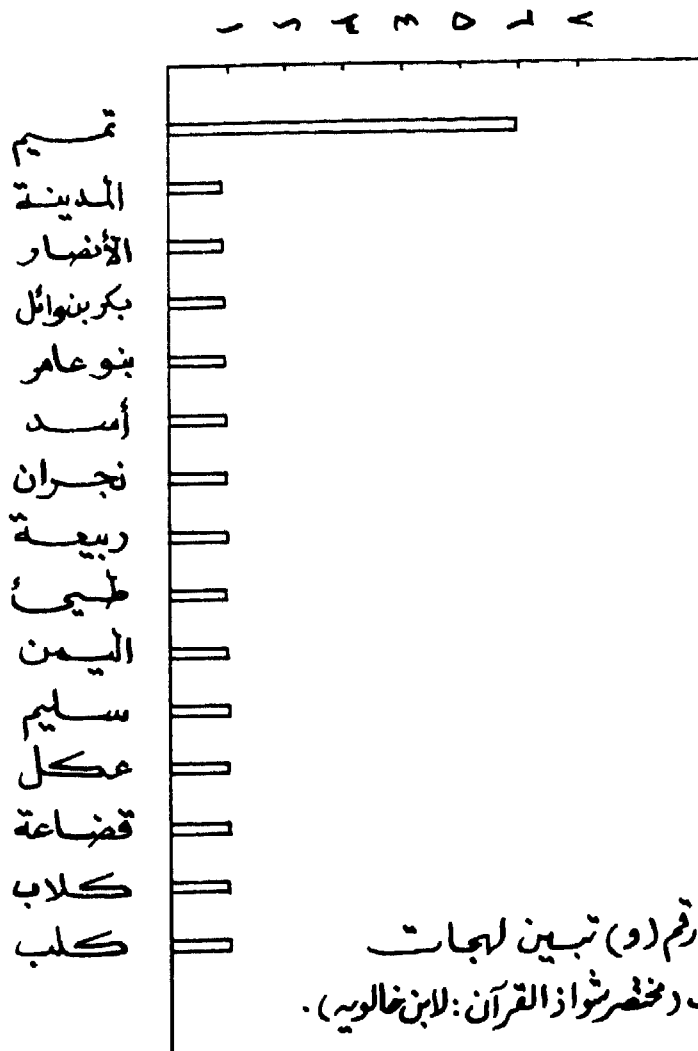 ١ ٢ ٣ ٤ ٥ ٦ ٧
تميم
المدينة
الأنصار
بكر بن وائل
بنو عامر
أسد
نجران
ربيعة
طيئ
اليمن
سليم
عكل
قضاعة
كلاب
كلب
رقم (و) تبين لهجات
(مختصر شواذ القرآن: لابن خالويه).